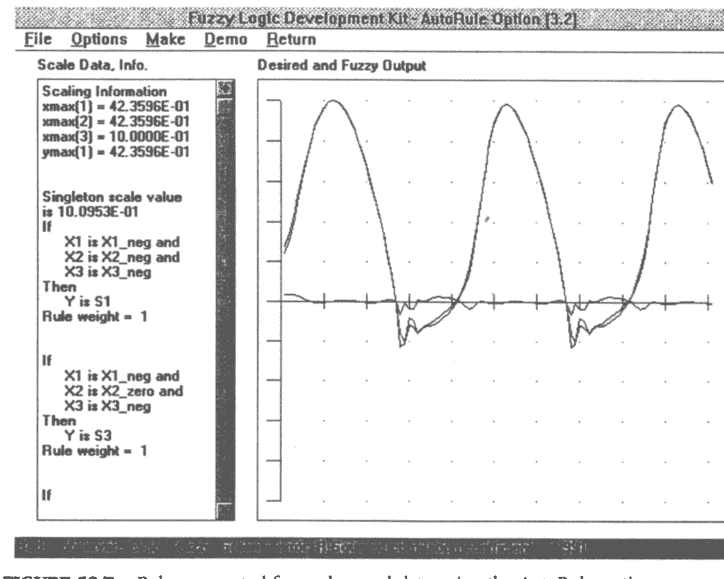 Fuzzy Logic Development Kit - AutoRule Option [3.2]
File Options Make Demo Return
Scale Data, Info.
Desired and Fuzzy Output
Scaling Information
xmax(1) = 42.3596E-01
xmax(2) = 42.3596E-01
xmax(3) = 10.0000E-01
ymax(1) = 42.3596E-01
Singleton scale value
is 10.0953E-01
If
X1 is X1_neg and
X2 is X2_neg and
X3 is X3_neg
Then
Y is S1
Rule weight = 1
If
X1 is X1_neg and
X2 is X2_zero and
X3 is X3_neg
Then
Y is S3
Rule weight = 1
If